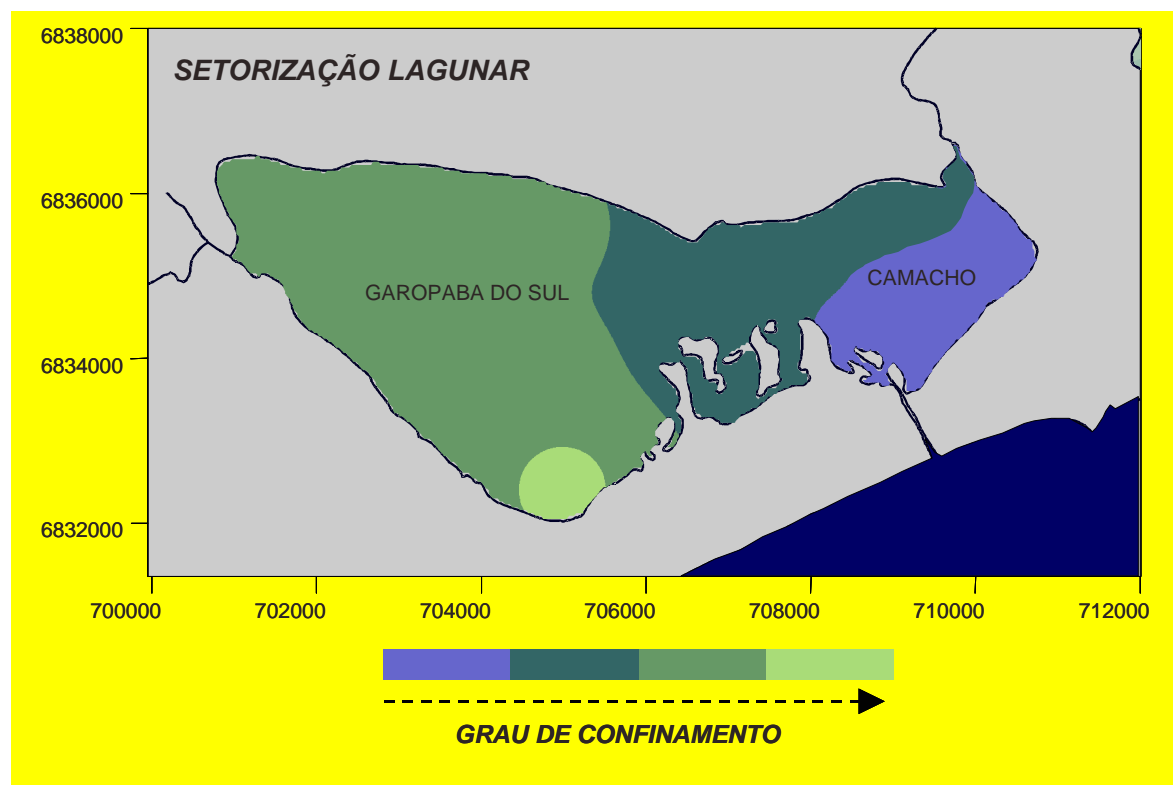 6838000
SETORIZAÇÃO LAGUNAR
6836000
GAROPABA DO SUL
CAMACHO
6834000
6832000
700000 702000 704000 706000 708000 710000 712000
GRAU DE CONFINAMENTO